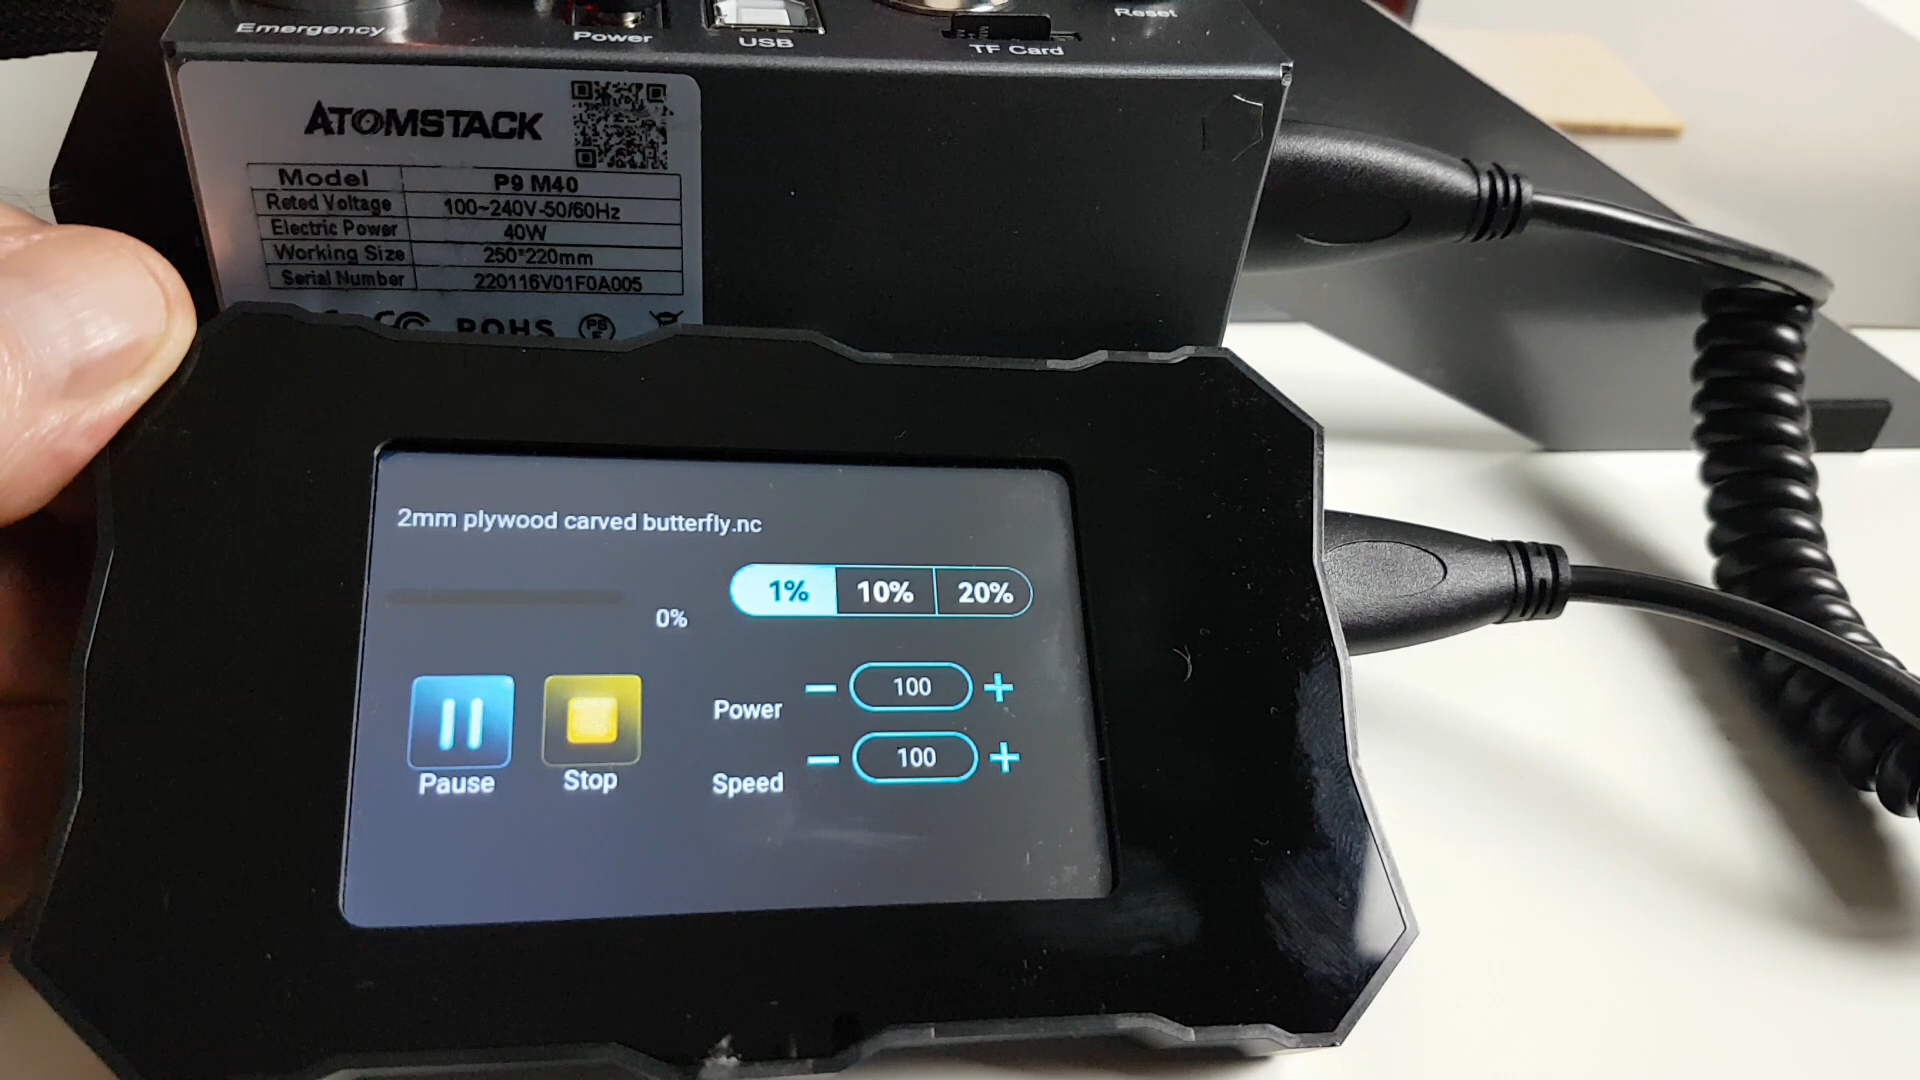 Emergency
Power
USB
TF Card
Reset
ATOMSTACK
Model P9 M40
Reted Voltage 100~240V-50/60Hz
Electric Power 40W
Working Size 250*220mm
Serial Number 220116V01F0A005
ROHS PS E
2mm plywood carved butterfly.nc
1% 10% 20%
0%
Power − 100 +
Speed − 100 +
Pause Stop